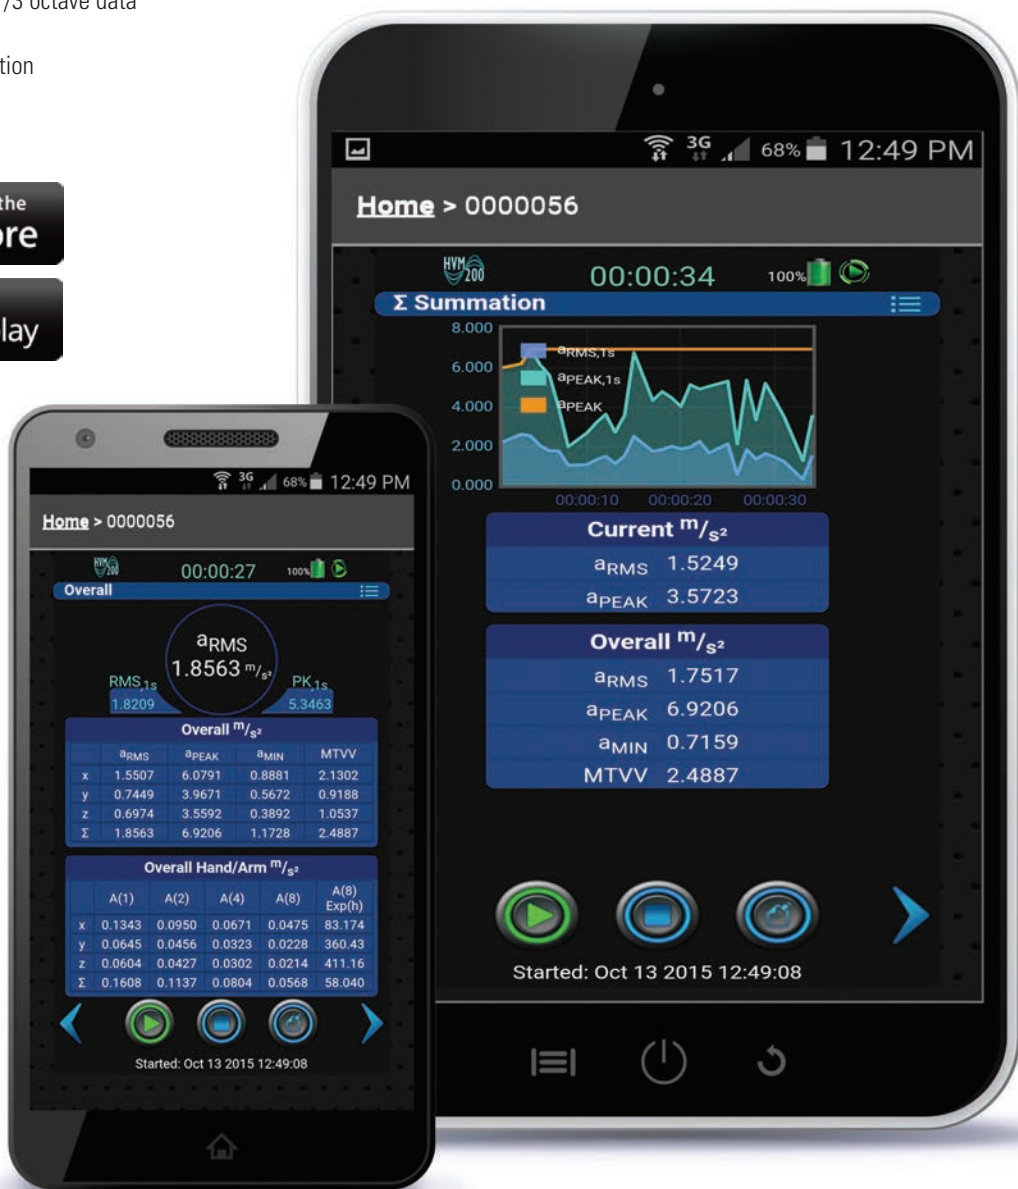 /3 octave data
tion
the
ore
lay
3G 68% 12:49 PM
Home > 0000056
HVM 200 00:00:34 100%
Σ Summation
8.000
6.000
4.000
2.000
0.000
aRMS,1s
aPEAK,1s
aPEAK
00:00:10 00:00:20 00:00:30
Current m/s²
aRMS 1.5249
aPEAK 3.5723
Overall m/s²
aRMS 1.7517
aPEAK 6.9206
aMIN 0.7159
MTVV 2.4887
Started: Oct 13 2015 12:49:08
3G 68% 12:49 PM
Home > 0000056
HVM 200 00:00:27 100%
Overall
aRMS
1.8563 m/s²
RMS,1s PK,1s
1.8209 5.3463
Overall m/s²
aRMS aPEAK aMIN MTVV
x 1.5507 6.0791 0.8881 2.1302
y 0.7449 3.9671 0.5672 0.9188
z 0.6974 3.5592 0.3892 1.0537
Σ 1.8563 6.9206 1.1728 2.4887
Overall Hand/Arm m/s²
A(1) A(2) A(4) A(8) A(8) Exp(h)
x 0.1343 0.0950 0.0671 0.0475 83.174
y 0.0645 0.0456 0.0323 0.0228 360.43
z 0.0604 0.0427 0.0302 0.0214 411.16
Σ 0.1608 0.1137 0.0804 0.0568 58.040
Started: Oct 13 2015 12:49:08